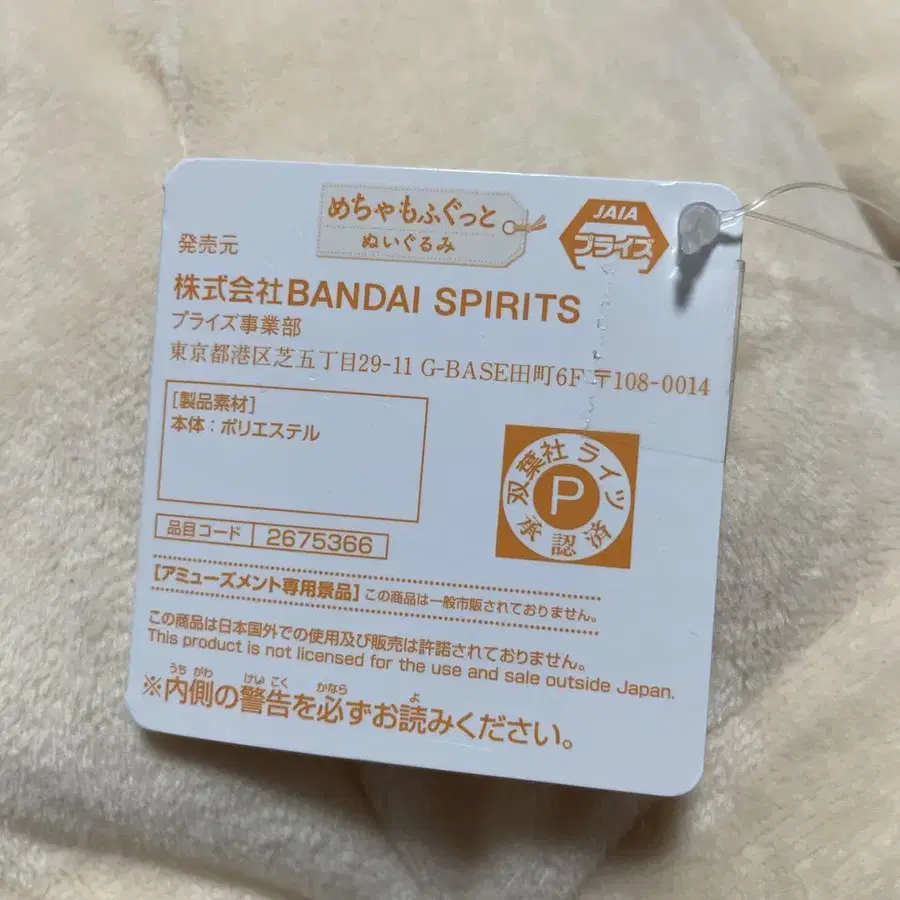 めちゃもふぐっと
ぬいぐるみ
JAIA
プライズ
発売元
株式会社BANDAI SPIRITS
プライズ事業部
東京都港区芝五丁目29-11 G-BASE田町6F 〒108-0014
[製品素材]
本体:ポリエステル
双葉社ライツ
P
承認済
品目コード 2675366
[アミューズメント専用景品] この商品は一般市販されておりません。
この商品は日本国外での使用及び販売は許諾されておりません。
This product is not licensed for the use and sale outside Japan.
うちがわ けいこく かなら よ
※内側の警告を必ずお読みください。